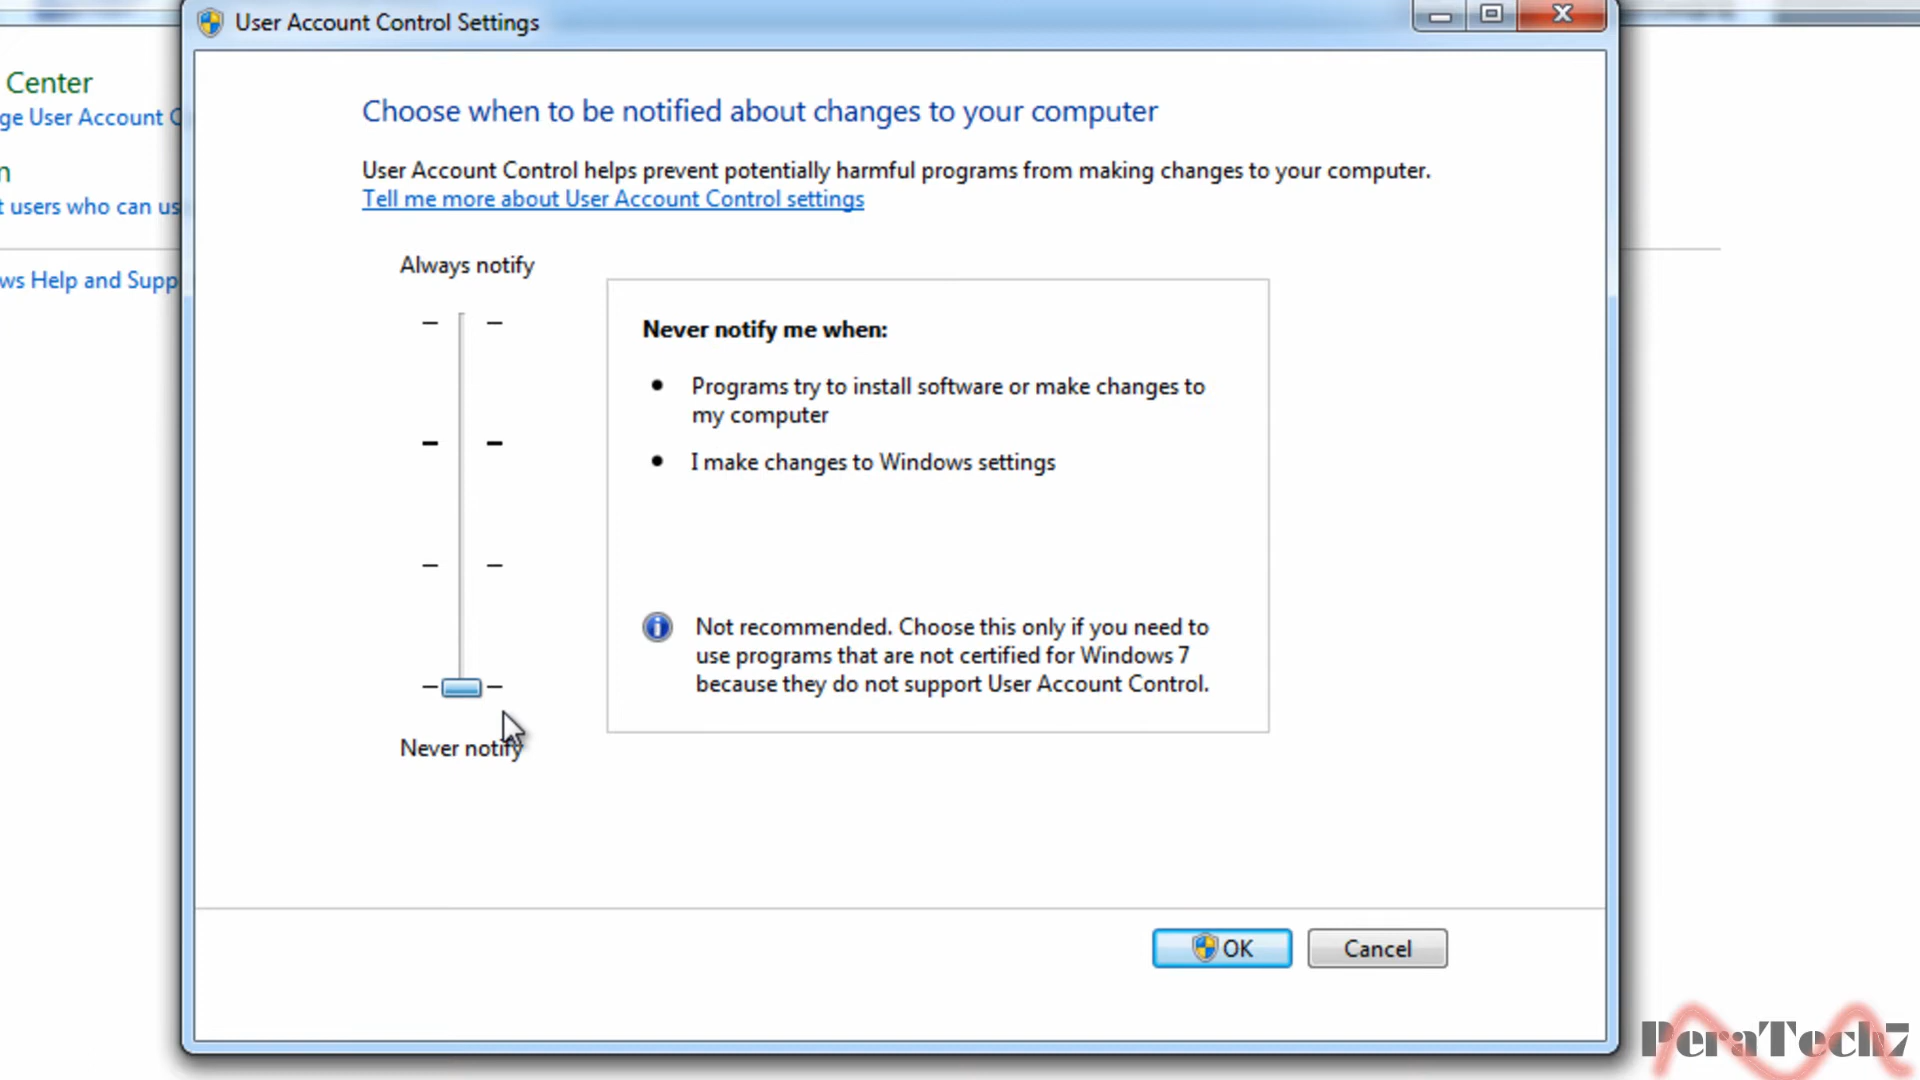 User Account Control Settings
Center
ge User Account C
n
t users who can us
ws Help and Supp
Choose when to be notified about changes to your computer
User Account Control helps prevent potentially harmful programs from making changes to your computer.
Tell me more about User Account Control settings
Always notify
Never notify me when:
Programs try to install software or make changes to
my computer
I make changes to Windows settings
Not recommended. Choose this only if you need to
use programs that are not certified for Windows 7
because they do not support User Account Control.
Never notify
OK
Cancel
PeraTech7